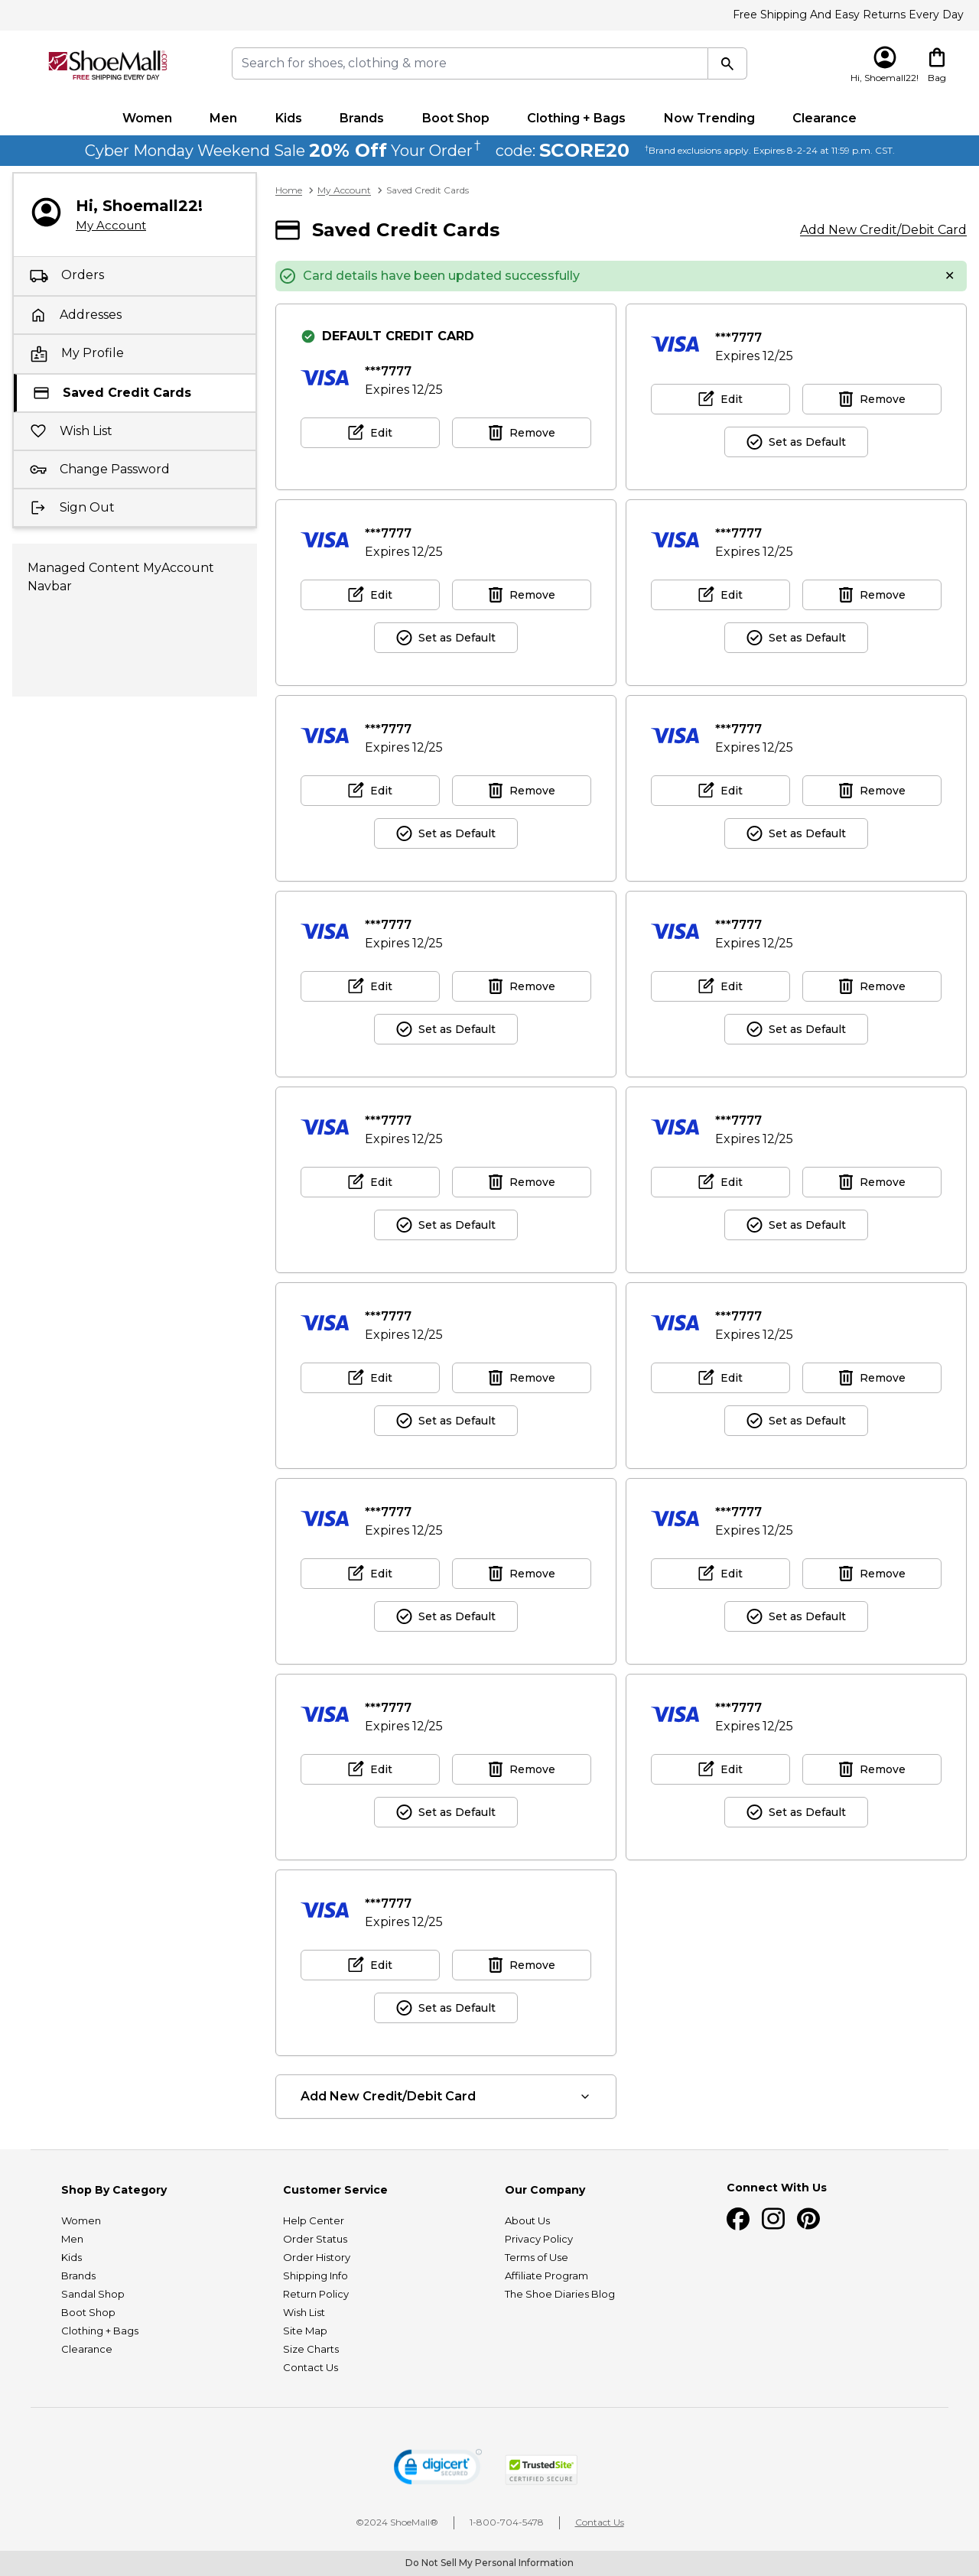 Free Shipping And Easy Returns Every Day
ShoeMall.com
FREE SHIPPING EVERY DAY
Search for shoes, clothing & more
Hi, Shoemall22!
Bag
Women Men Kids Brands Boot Shop Clothing + Bags Now Trending Clearance
Cyber Monday Weekend Sale 20% Off Your Order† code: SCORE20 †Brand exclusions apply. Expires 8-2-24 at 11:59 p.m. CST.
Hi, Shoemall22!
My Account
Orders
Addresses
My Profile
Saved Credit Cards
Wish List
Change Password
Sign Out
Managed Content MyAccount
Navbar
Home > My Account > Saved Credit Cards
Saved Credit Cards
Add New Credit/Debit Card
Card details have been updated successfully
DEFAULT CREDIT CARD
VISA ***7777
Expires 12/25
Edit Remove
VISA ***7777
Expires 12/25
Edit Remove
Set as Default
VISA ***7777
Expires 12/25
Edit Remove
Set as Default
VISA ***7777
Expires 12/25
Edit Remove
Set as Default
VISA ***7777
Expires 12/25
Edit Remove
Set as Default
VISA ***7777
Expires 12/25
Edit Remove
Set as Default
VISA ***7777
Expires 12/25
Edit Remove
Set as Default
VISA ***7777
Expires 12/25
Edit Remove
Set as Default
VISA ***7777
Expires 12/25
Edit Remove
Set as Default
VISA ***7777
Expires 12/25
Edit Remove
Set as Default
VISA ***7777
Expires 12/25
Edit Remove
Set as Default
VISA ***7777
Expires 12/25
Edit Remove
Set as Default
VISA ***7777
Expires 12/25
Edit Remove
Set as Default
VISA ***7777
Expires 12/25
Edit Remove
Set as Default
VISA ***7777
Expires 12/25
Edit Remove
Set as Default
VISA ***7777
Expires 12/25
Edit Remove
Set as Default
VISA ***7777
Expires 12/25
Edit Remove
Set as Default
Add New Credit/Debit Card
Shop By Category
Women
Men
Kids
Brands
Sandal Shop
Boot Shop
Clothing + Bags
Clearance
Customer Service
Help Center
Order Status
Order History
Shipping Info
Return Policy
Wish List
Site Map
Size Charts
Contact Us
Our Company
About Us
Privacy Policy
Terms of Use
Affiliate Program
The Shoe Diaries Blog
Connect With Us
digicert
SECURED
TrustedSite
CERTIFIED SECURE
©2024 ShoeMall® | 1-800-704-5478 | Contact Us
Do Not Sell My Personal Information